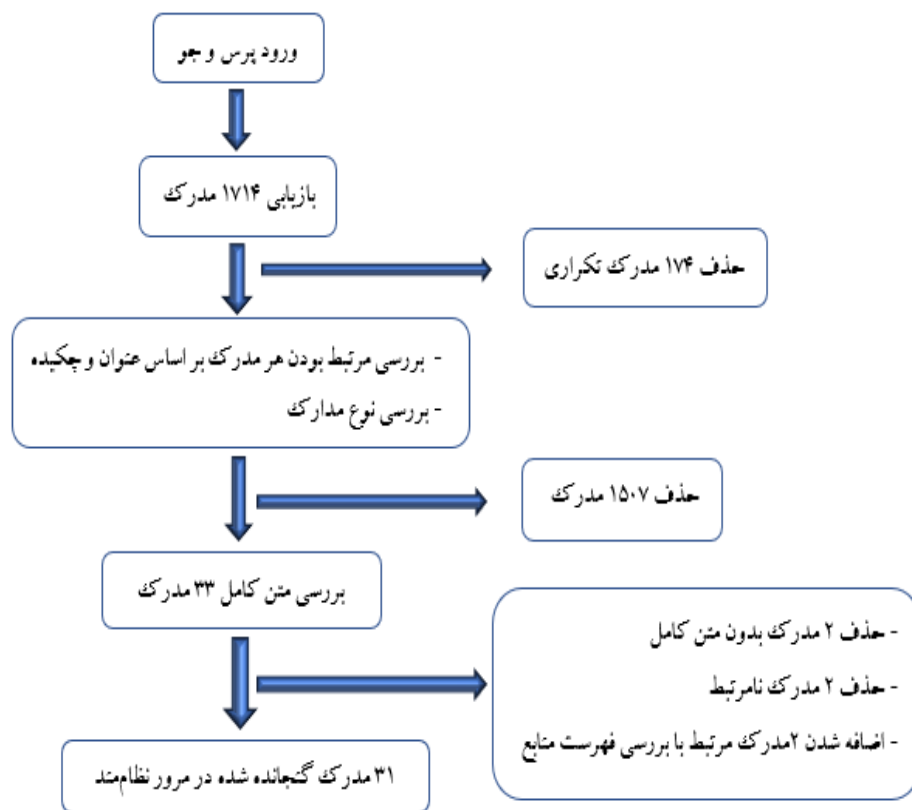 ورود پرس و جو
بازیابی ۱۷۱۴ مدرک
حذف ۱۷۴ مدرک تکراری
- بررسی مرتبط بودن هر مدرک بر اساس عنوان و چکیده
- بررسی نوع مدارک
حذف ۱۵۰۷ مدرک
بررسی متن کامل ۳۳ مدرک
- حذف ۲ مدرک بدون متن کامل
- حذف ۲ مدرک نامرتبط
- اضافه شدن ۲مدرک مرتبط با بررسی فهرست منابع
۳۱ مدرک گنجانده شده در مرور نظام‌مند